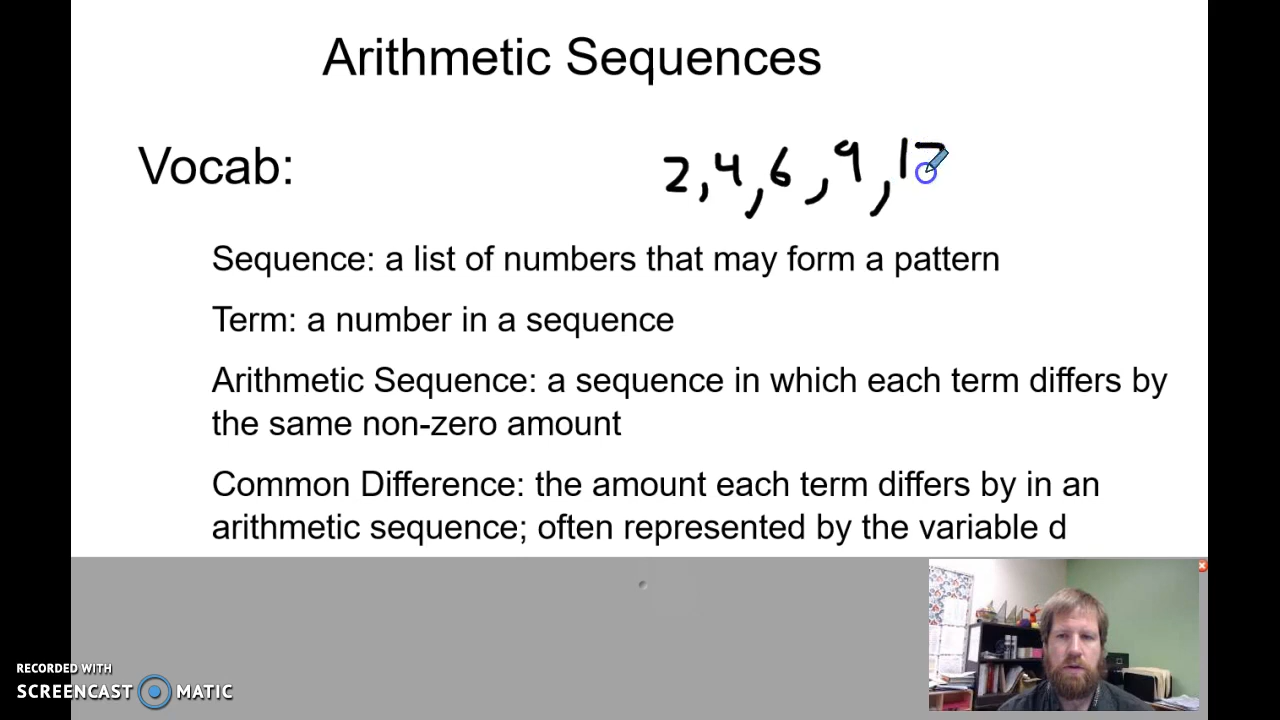 Arithmetic Sequences
Vocab:
2, 4, 6, 9, 1
Sequence: a list of numbers that may form a pattern
Term: a number in a sequence
Arithmetic Sequence: a sequence in which each term differs by
the same non-zero amount
Common Difference: the amount each term differs by in an
arithmetic sequence; often represented by the variable d
RECORDED WITH
SCREENCAST MATIC